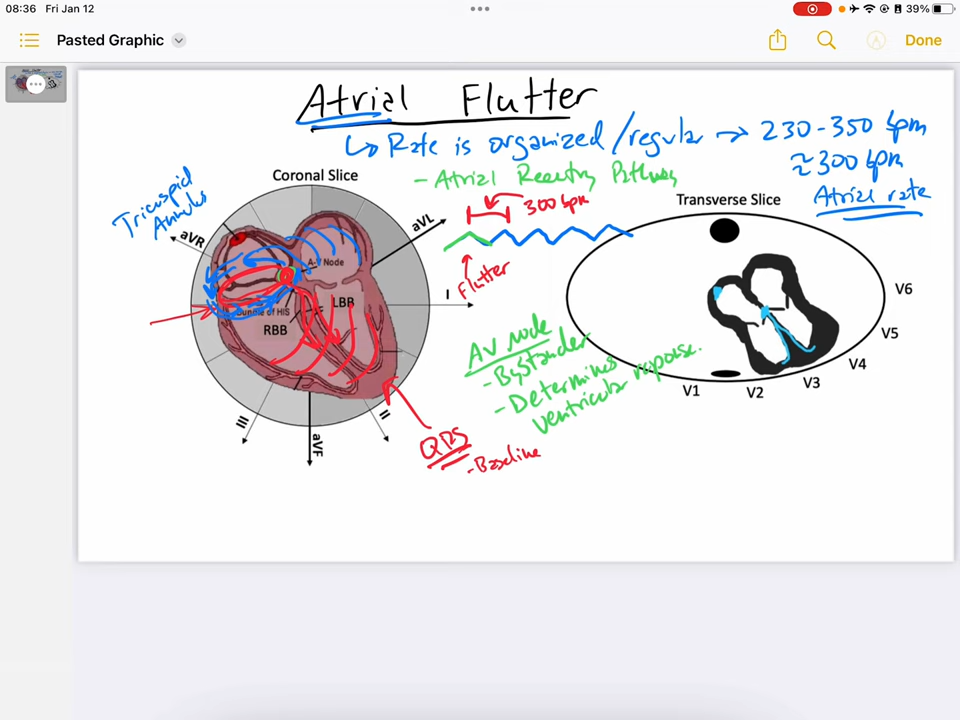 08:36 Fri Jan 12
39%
Pasted Graphic
Done
Atrial Flutter
↳ Rate is organized/regular → 230-350 bpm
≈300 bpm
Atrial rate
- Atrial Reentry Pathway
Coronal Slice
300 bpm
Transverse Slice
Tricuspid
Annulus
aVR
aVL
A-V Node
Flutter
I
Bundle of HIS
LBB
RBB
V6
V5
V4
V3
V2
V1
AV node
- Bystander
- Determines
ventricular reponse.
III
aVF
II
QRS
- Baseline